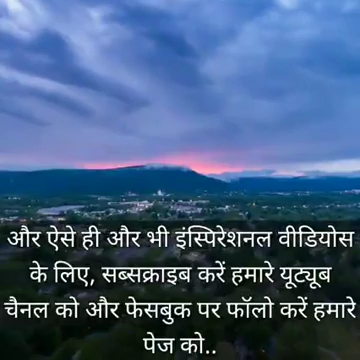 और ऐसे ही और भी इंस्पिरेशनल वीडियोस
के लिए, सब्सक्राइब करें हमारे यूट्यूब
चैनल को और फेसबुक पर फॉलो करें हमारे
पेज को..